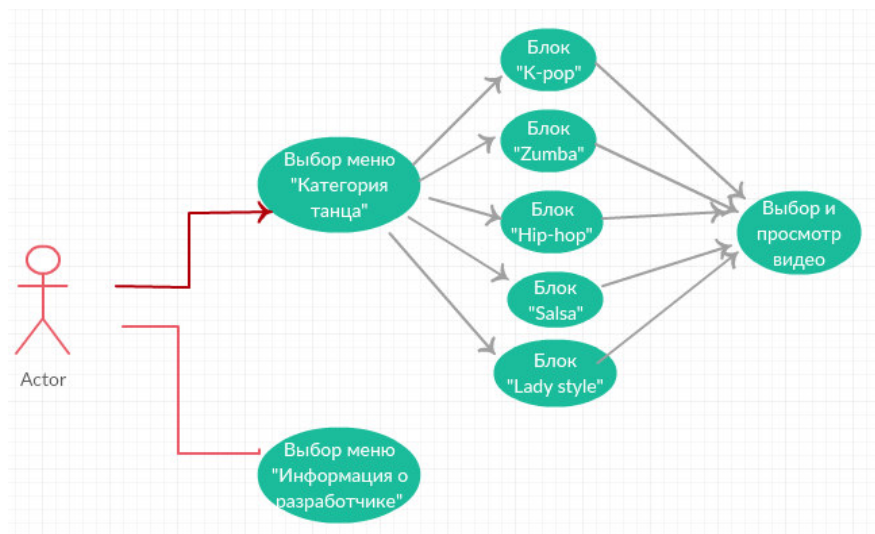 Блок
"K-pop"
Блок
"Zumba"
Выбор меню
"Категория
танца"
Блок
"Hip-hop"
Выбор и
просмотр
видео
Блок
"Salsa"
Блок
"Lady style"
Actor
Выбор меню
"Информация о
разработчике"